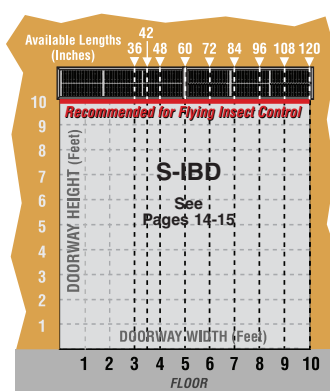 42
Available Lengths
36 48 60 72 84 96 108 120
(Inches)
10
Recommended for Flying Insect Control
9
8
7
6
5
4
3
2
1
DOORWAY HEIGHT (Feet)
S-IBD
See
Pages 14-15
DOORWAY WIDTH (Feet)
1 2 3 4 5 6 7 8 9 10
FLOOR